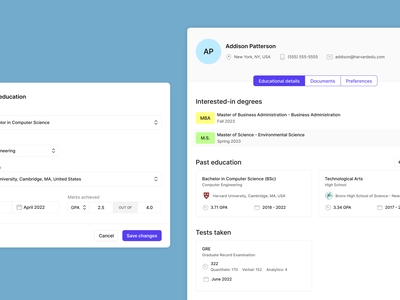 education
or in Computer Science
neering
niversity, Cambridge, MA, United States
April 2022
Marks achieved
GPA
2.5
OUT OF
4.0
Cancel
Save changes
AP
Addison Patterson
New York, NY, USA
(555) 555-5555
addison@harvardedu.com
Educational details
Documents
Preferences
Interested-in degrees
MBA
Master of Business Administration - Business Administration
Fall 2023
M.S.
Master of Science - Environmental Science
Spring 2023
Past education
Bachelor in Computer Science (BSc)
Computer Engineering
Harvard University, Cambridge, MA, USA
3.71 GPA
2018 - 2022
Technological Arts
High School
Bronx High School of Science - New
3.34 GPA
2017 - 2
Tests taken
GRE
Graduate Record Examination
322
Quantitate: 170 Verbal: 152 Analytics: 4
June 2022